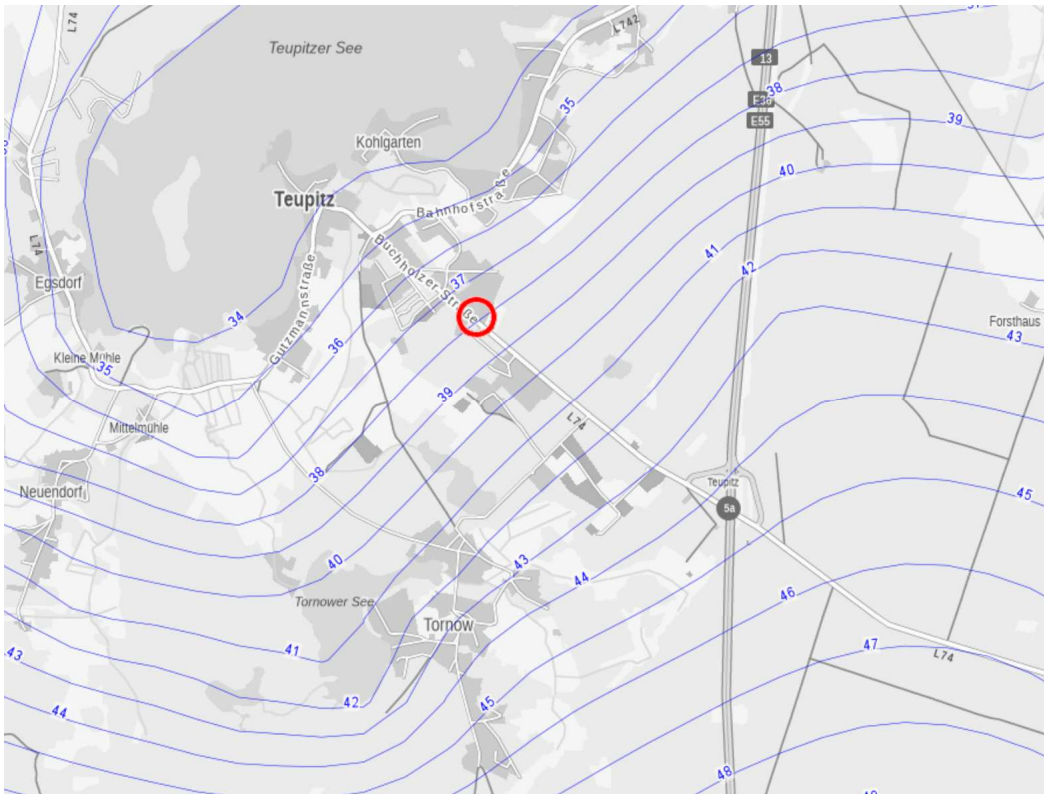 L74
L742
Teupitzer See
13
E36
E55
38
35
39
Kohlgarten
40
Teupitz
Bahnhofstraße
L74
Buchholzer Straße
41
42
37
Egsdorf
Gutzmannstraße
34
36
Forsthaus
43
Kleine Mühle
35
39
Mittelmühle
L74
38
Teupitz
5a
Neuendorf
45
40
43
44
46
Tornower See
Tornow
41
47
43
L74
42
45
44
48